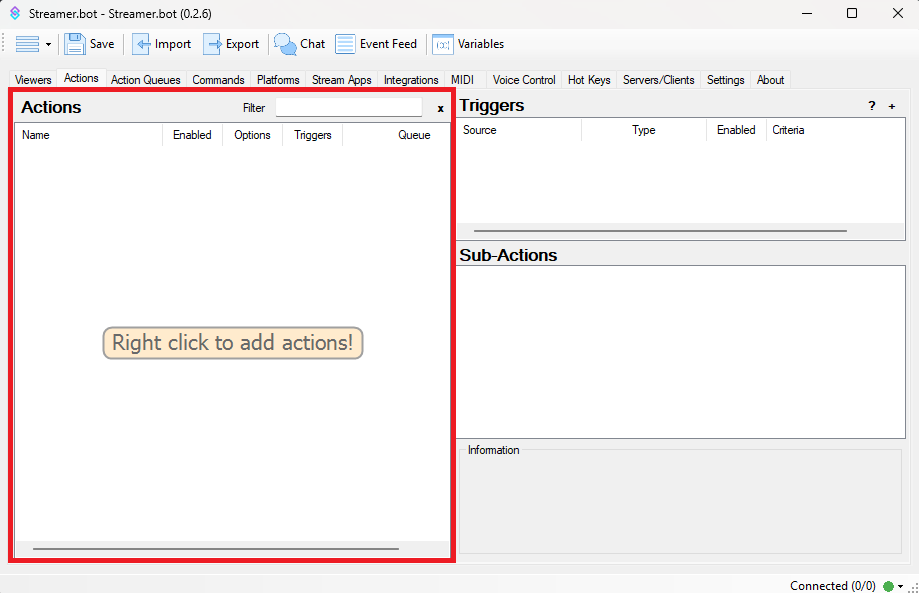 Streamer.bot - Streamer.bot (0.2.6)
Save Import Export Chat Event Feed Variables
Viewers Actions Action Queues Commands Platforms Stream Apps Integrations MIDI Voice Control Hot Keys Servers/Clients Settings About
Actions Filter x
Name Enabled Options Triggers Queue
Right click to add actions!
Triggers ? +
Source Type Enabled Criteria
Sub-Actions
Information
Connected (0/0)